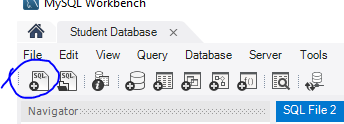 MySQL Workbench
Student Database
File Edit View Query Database Server Tools
SQL SQL
Navigator
SQL File 2